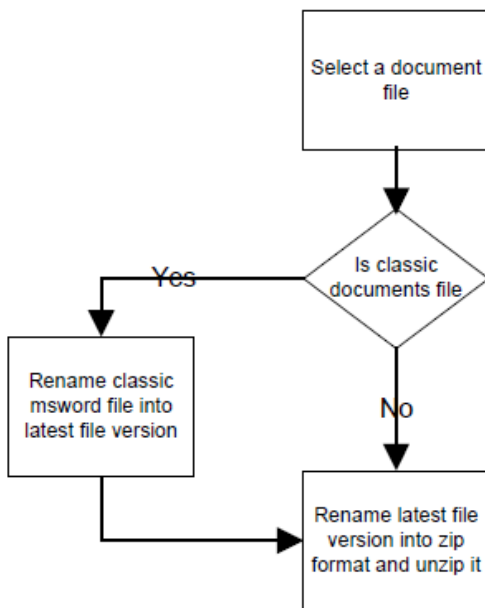 Select a document
file
Is classic
documents file
Yes
Rename classic
msword file into
latest file version
No
Rename latest file
version into zip
format and unzip it